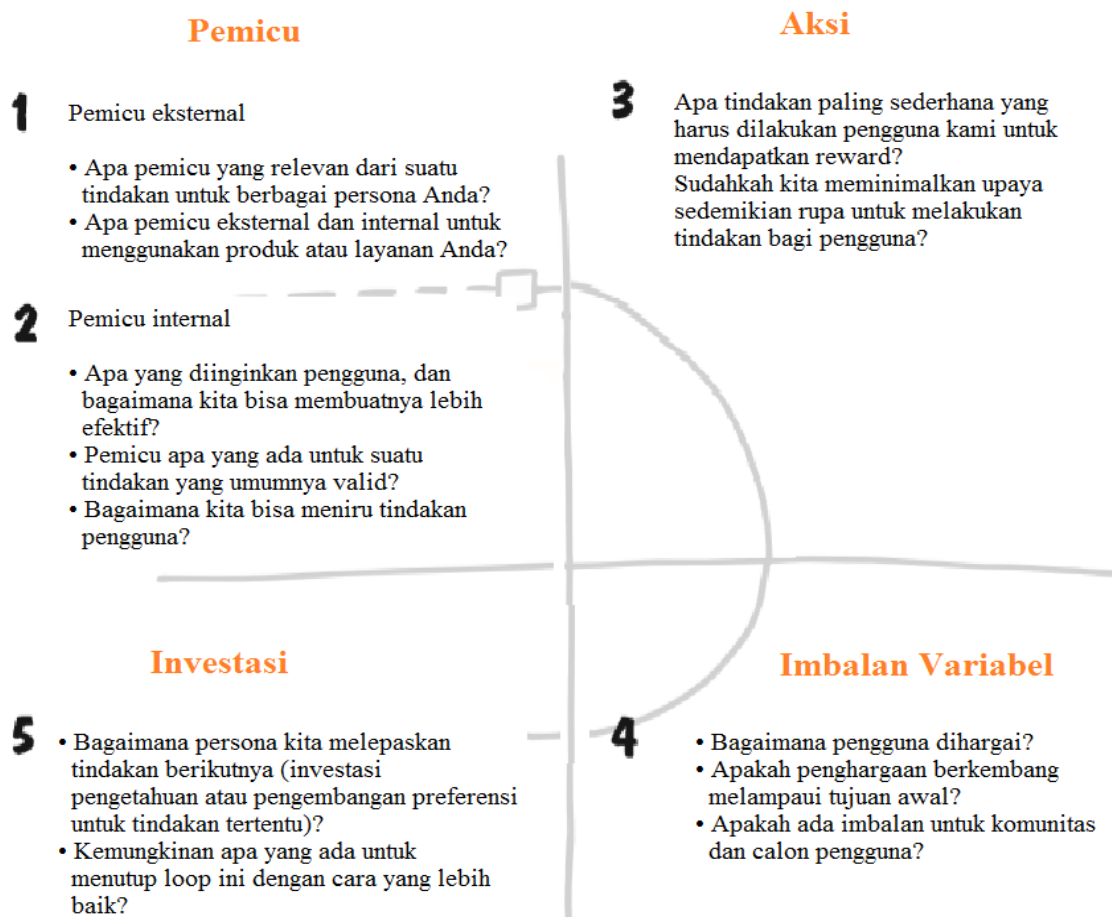 Pemicu
1
Pemicu eksternal
• Apa pemicu yang relevan dari suatu
tindakan untuk berbagai persona Anda?
• Apa pemicu eksternal dan internal untuk
menggunakan produk atau layanan Anda?
2
Pemicu internal
• Apa yang diinginkan pengguna, dan
bagaimana kita bisa membuatnya lebih
efektif?
• Pemicu apa yang ada untuk suatu
tindakan yang umumnya valid?
• Bagaimana kita bisa meniru tindakan
pengguna?
Aksi
3
Apa tindakan paling sederhana yang
harus dilakukan pengguna kami untuk
mendapatkan reward?
Sudahkah kita meminimalkan upaya
sedemikian rupa untuk melakukan
tindakan bagi pengguna?
Imbalan Variabel
4
• Bagaimana pengguna dihargai?
• Apakah penghargaan berkembang
melampaui tujuan awal?
• Apakah ada imbalan untuk komunitas
dan calon pengguna?
Investasi
5
• Bagaimana persona kita melepaskan
tindakan berikutnya (investasi
pengetahuan atau pengembangan preferensi
untuk tindakan tertentu)?
• Kemungkinan apa yang ada untuk
menutup loop ini dengan cara yang lebih
baik?